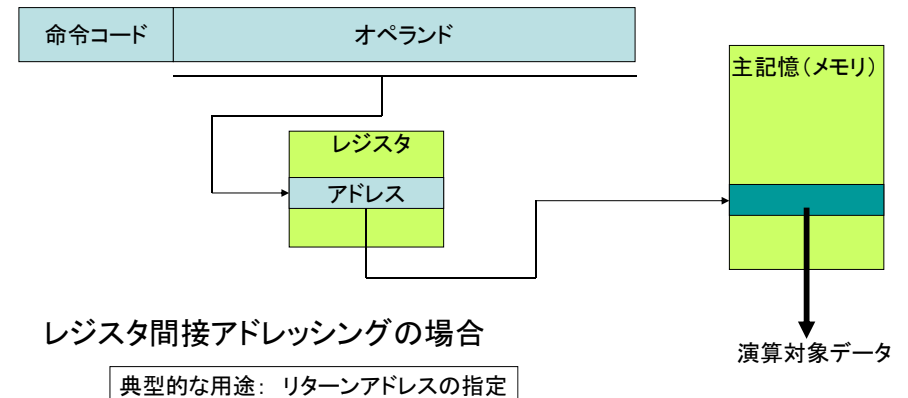 命令コード
オペランド
主記憶（メモリ）
レジスタ
アドレス
レジスタ間接アドレッシングの場合
演算対象データ
典型的な用途： リターンアドレスの指定